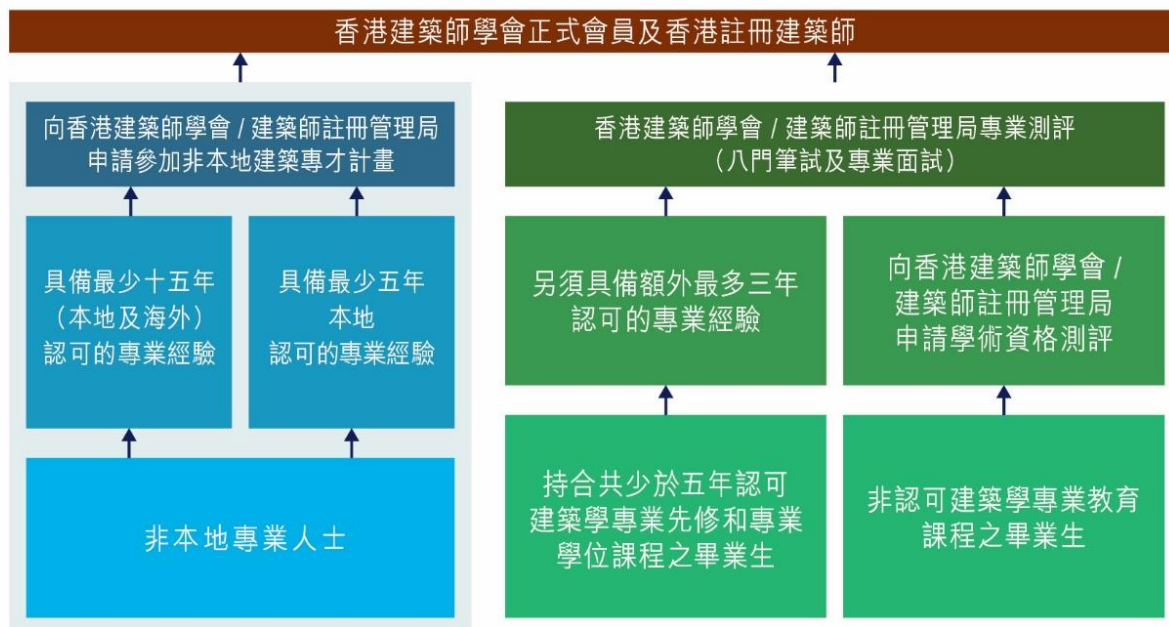 香港建築師學會正式會員及香港註冊建築師
向香港建築師學會 / 建築師註冊管理局
申請參加非本地建築專才計畫
香港建築師學會 / 建築師註冊管理局專業測評
（八門筆試及專業面試）
具備最少十五年
（本地及海外）
認可的專業經驗
具備最少五年
本地
認可的專業經驗
另須具備額外最多三年
認可的專業經驗
向香港建築師學會 /
建築師註冊管理局
申請學術資格測評
非本地專業人士
持合共少於五年認可
建築學專業先修和專業
學位課程之畢業生
非認可建築學專業教育
課程之畢業生